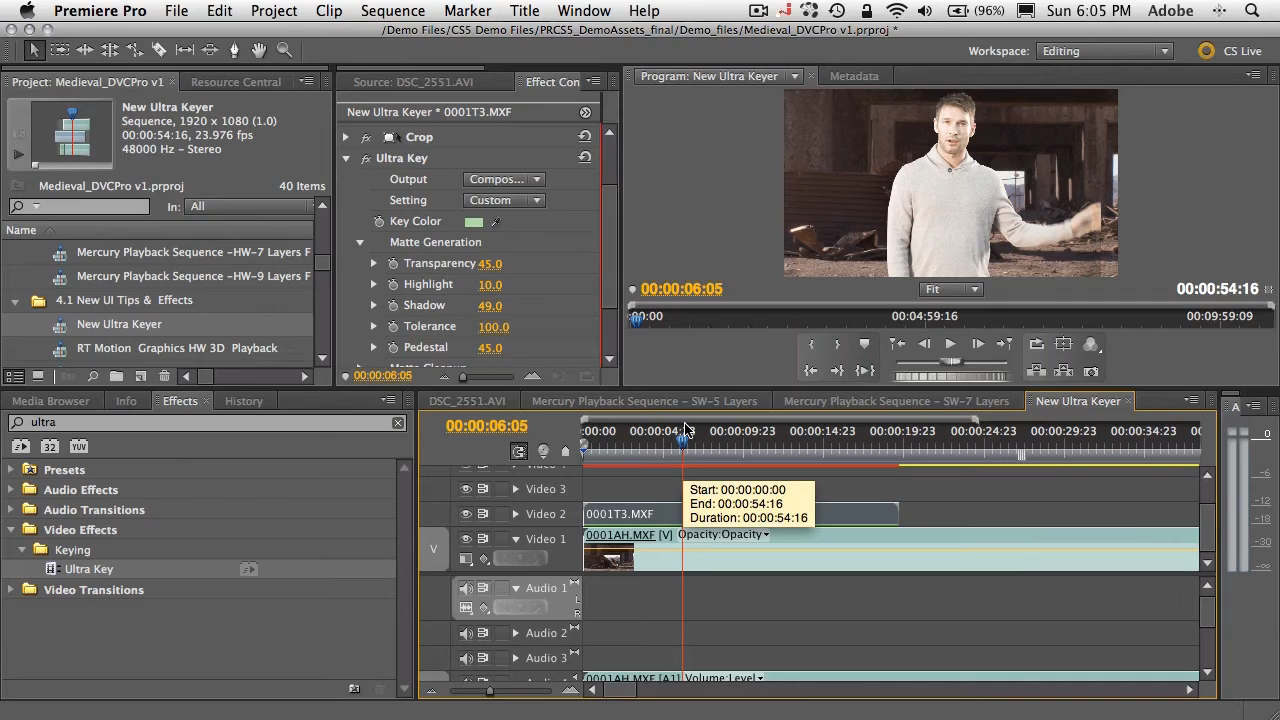 Premiere Pro File Edit Project Clip Sequence Marker Title Window Help (96%) Sun 6:05 PM Adobe
/Demo Files/CS5 Demo Files/PRCS5_DemoAssets_final/Demo_files/Medieval_DVCPro v1.prproj *
Workspace: Editing CS Live
Project: Medieval_DVCPro v1 × Resource Central
New Ultra Keyer
Sequence, 1920 x 1080 (1.0)
00:00:54:16, 23.976 fps
48000 Hz - Stereo
Medieval_DVCPro v1.prproj 40 Items
In: All
Name
Mercury Playback Sequence -HW-7 Layers F
Mercury Playback Sequence -HW-9 Layers F
4.1 New UI Tips & Effects
New Ultra Keyer
RT Motion Graphics HW 3D Playback
Source: DSC_2551.AVI Effect Con
New Ultra Keyer * 0001T3.MXF
fx Crop
fx Ultra Key
Output Compos...
Setting Custom
Key Color
Matte Generation
Transparency 45.0
Highlight 10.0
Shadow 49.0
Tolerance 100.0
Pedestal 45.0
00:00:06:05
Program: New Ultra Keyer Metadata
00:00:06:05 Fit 00:00:54:16
00:00 00:04:59:16 00:09:59:09
Media Browser Info Effects × History
ultra
32 YUV
Presets
Audio Effects
Audio Transitions
Video Effects
Keying
Ultra Key
Video Transitions
DSC_2551.AVI Mercury Playback Sequence - SW-5 Layers Mercury Playback Sequence - SW-7 Layers New Ultra Keyer ×
00:00:06:05 :00:00 00:00:09:23 00:00:14:23 00:00:19:23 00:00:24:23 00:00:29:23 00:00:34:23
Video 3
Start: 00:00:00:00
End: 00:00:54:16
Duration: 00:00:54:16
Video 2 0001T3.MXF
V Video 1 0001AH.MXF [V] Opacity:Opacity
Audio 1 L R
Audio 2
Audio 3
0001AH.MXF [A1] Volume:Level
A
0
-6
-12
-18
-30
-∞